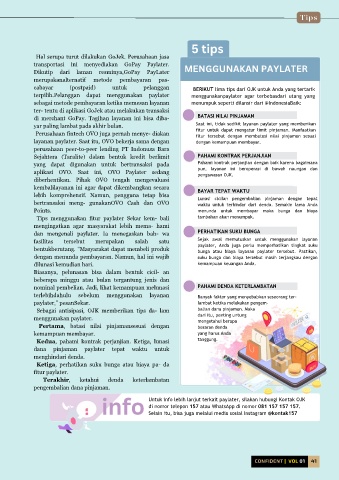 Tips
Hal serupa turut dilakukan GoJek. Perusahaan jasa
transportasi ini menyediakan GoPay PayLater.
Dikutip dari laman resminya,GoPay PayLater
merupakanalternatif metode pembayaran pas-
cabayar (postpaid) untuk pelanggan
terpilih.Pelanggan dapat menggunakan paylater
sebagai metode pembayaran ketika memesan layanan
ter- tentu di aplikasi GoJek atau melakukan transaksi
di merchant GoPay. Tagihan layanan ini bisa diba-
yar paling lambat pada akhir bulan.
Perusahaan fintech OVO juga pernah menye- diakan
layanan paylater. Saat itu, OVO bekerja sama dengan
perusahaan peer-to-peer lending PT Indonusa Bara
Sejahtera (Taralite) dalam bentuk kredit berlimit
yang dapat digunakan untuk bertransaksi pada
aplikasi OVO. Saat ini, OVO Paylater sedang
diberhentikan. Pihak OVO tengah mengevaluasi
kembalilayanan ini agar dapat dikembangkan secara
lebih komprehensif. Namun, pengguna tetap bisa
bertransaksi meng- gunakanOVO Cash dan OVO
Points.
Tips menggunakan fitur paylater Sekar kem- bali
mengingatkan agar masyarakat lebih mema- hami
dan mengenali paylater. Ia menegaskan bah- wa
fasilitas tersebut merupakan salah satu
bentukberutang. "Masyarakat dapat membeli produk
dengan menunda pembayaran. Namun, hal ini wajib
dilunasi kemudian hari.
Biasanya, pelunasan bisa dalam bentuk cicil- an
beberapa minggu atau bulan tergantung jenis dan
nominal pembelian. Jadi, lihat kemampuan melunasi
terlebihdahulu sebelum menggunakan layanan
paylater," pesanSekar.
Sebagai antisipasi, OJK memberikan tips da- lam
menggunakan paylater.
Pertama, batasi nilai pinjamansesuai dengan
kemampuan membayar.
Kedua, pahami kontrak perjanjian. Ketiga, lunasi
dana pinjaman paylater tepat waktu untuk
menghindari denda.
Ketiga, perhatikan suku bunga atau biaya pa- da
fitur paylater.
Terakhir, ketahui denda keterlambatan
pengembalian dana pinjaman.
5 tips
MENGGUNAKAN PAYLATER
BERIKUT lima tips dari OJK untuk Anda yang tertarik
menggunakanpaylater agar terbebasdari utang yang
menumpuk seperti dilansir dari @indonesiabaik:
BATASI NILAI PINJAMAN
Saat ini, tidak sedikit layanan paylater yang memberikan
fitur untuk dapat mengatur limit pinjaman. Manfaatkan
fitur tersebut dengan membatasi nilai pinjaman sesuai
dengan kemampuan membayar.
PAHAMI KONTRAK PERJANJIAN
Pahami kontrak perjanjian dengan baik karena bagaimana
pun, layanan ini beroperasi di bawah naungan dan
pengawasan OJK.
BAYAR TEPAT WAKTU
Lunasi cicilan pengembalian pinjaman dengan tepat
waktu untuk terhindar dari denda. Semakin lama Anda
menunda untuk membayar maka bunga dan biaya
tambahan akan menumpuk.
PERHATIKAN SUKU BUNGA
Sejak awal memutuskan untuk menggunakan layanan
paylater, Anda juga perlu memperhatikan tingkat suku
bunga atau biaya layanan paylater tersebut. Pastikan,
suku bunga dan biaya tersebut masih terjangkau dengan
kemampuan keuangan Anda.
PAHAMI DENDA KETERLAMBATAN
Banyak faktor yang menyebabkan seseorang ter-
lambat ketika melakukan pengem-
balian dana pinjaman. Maka
dari itu, penting untuk
mengetahui berapa
besaran denda
yang harus Anda
tanggung.
info
Untuk info lebih lanjut terkait paylater, silakan hubungi Kontak OJK
di nomor telepon 157 atau WhatsApp di nomor 081 157 157 157.
Selain itu, bisa juga melalui media sosial Instagram @kontak157
CONFIDENT | VOL 01 41